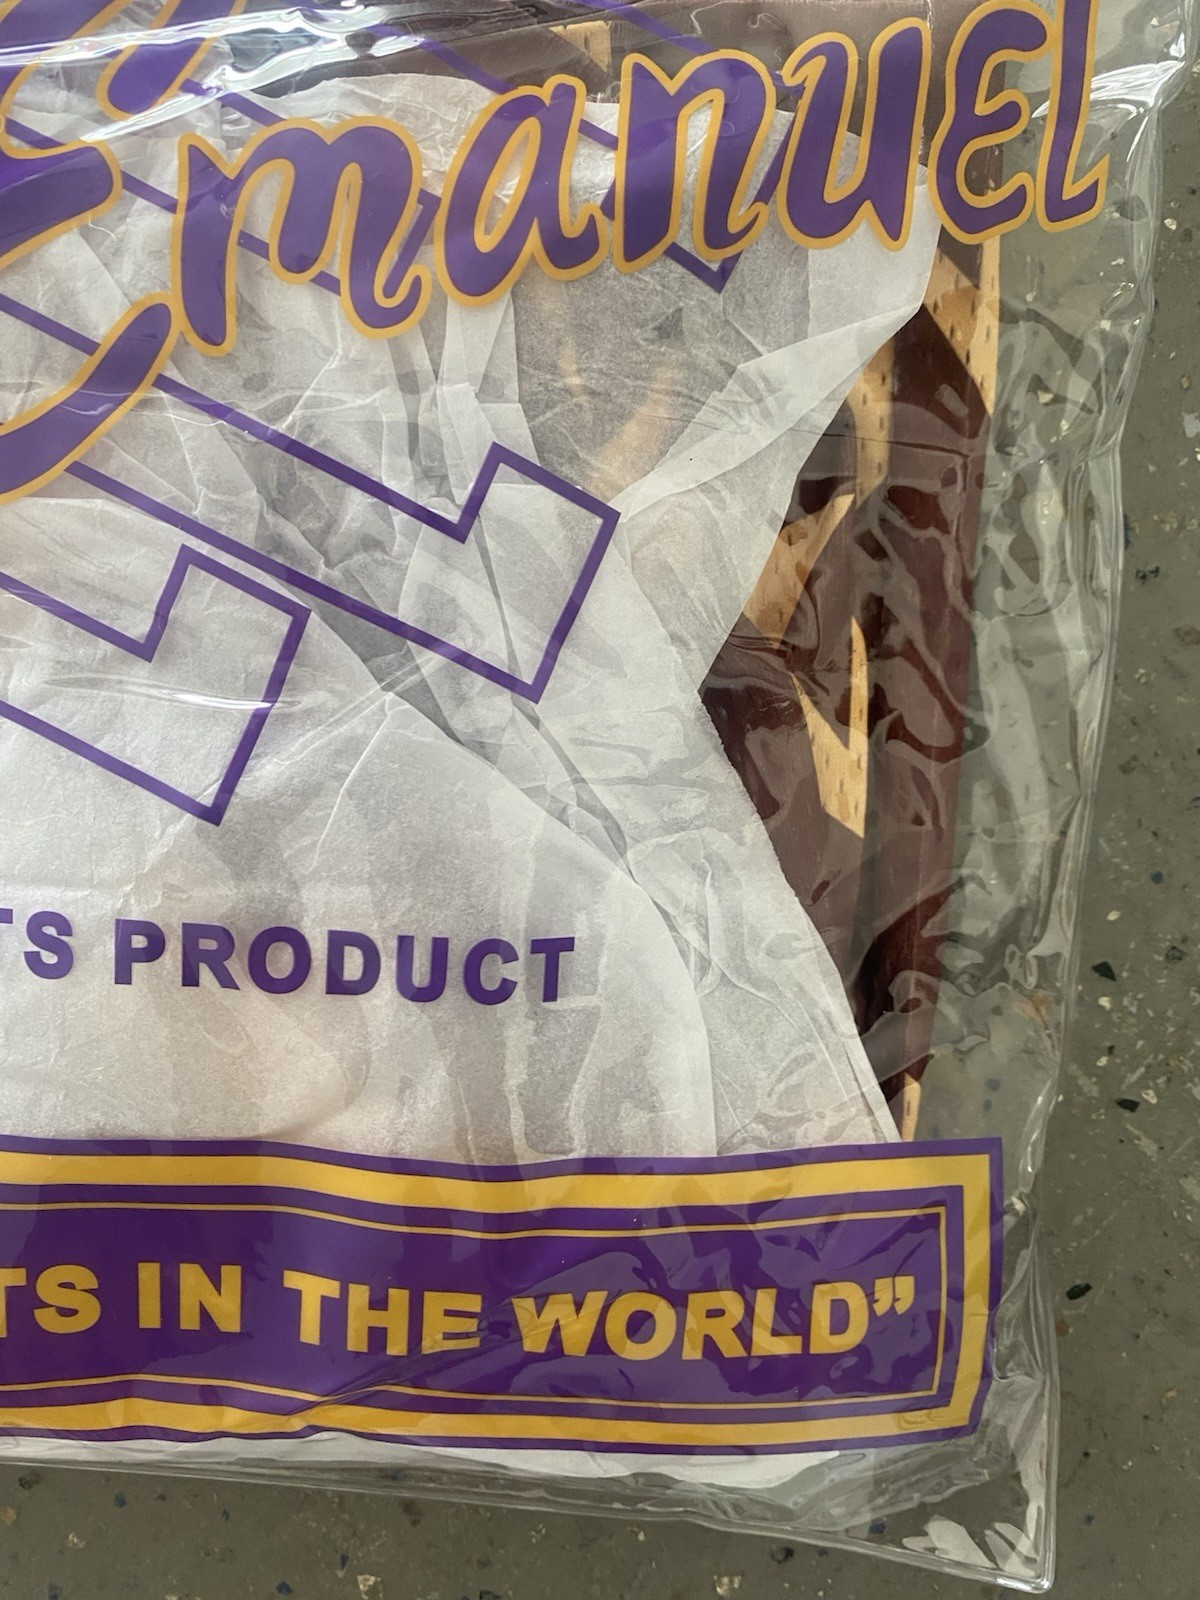 Emanuel
TS PRODUCT
TS IN THE WORLD”